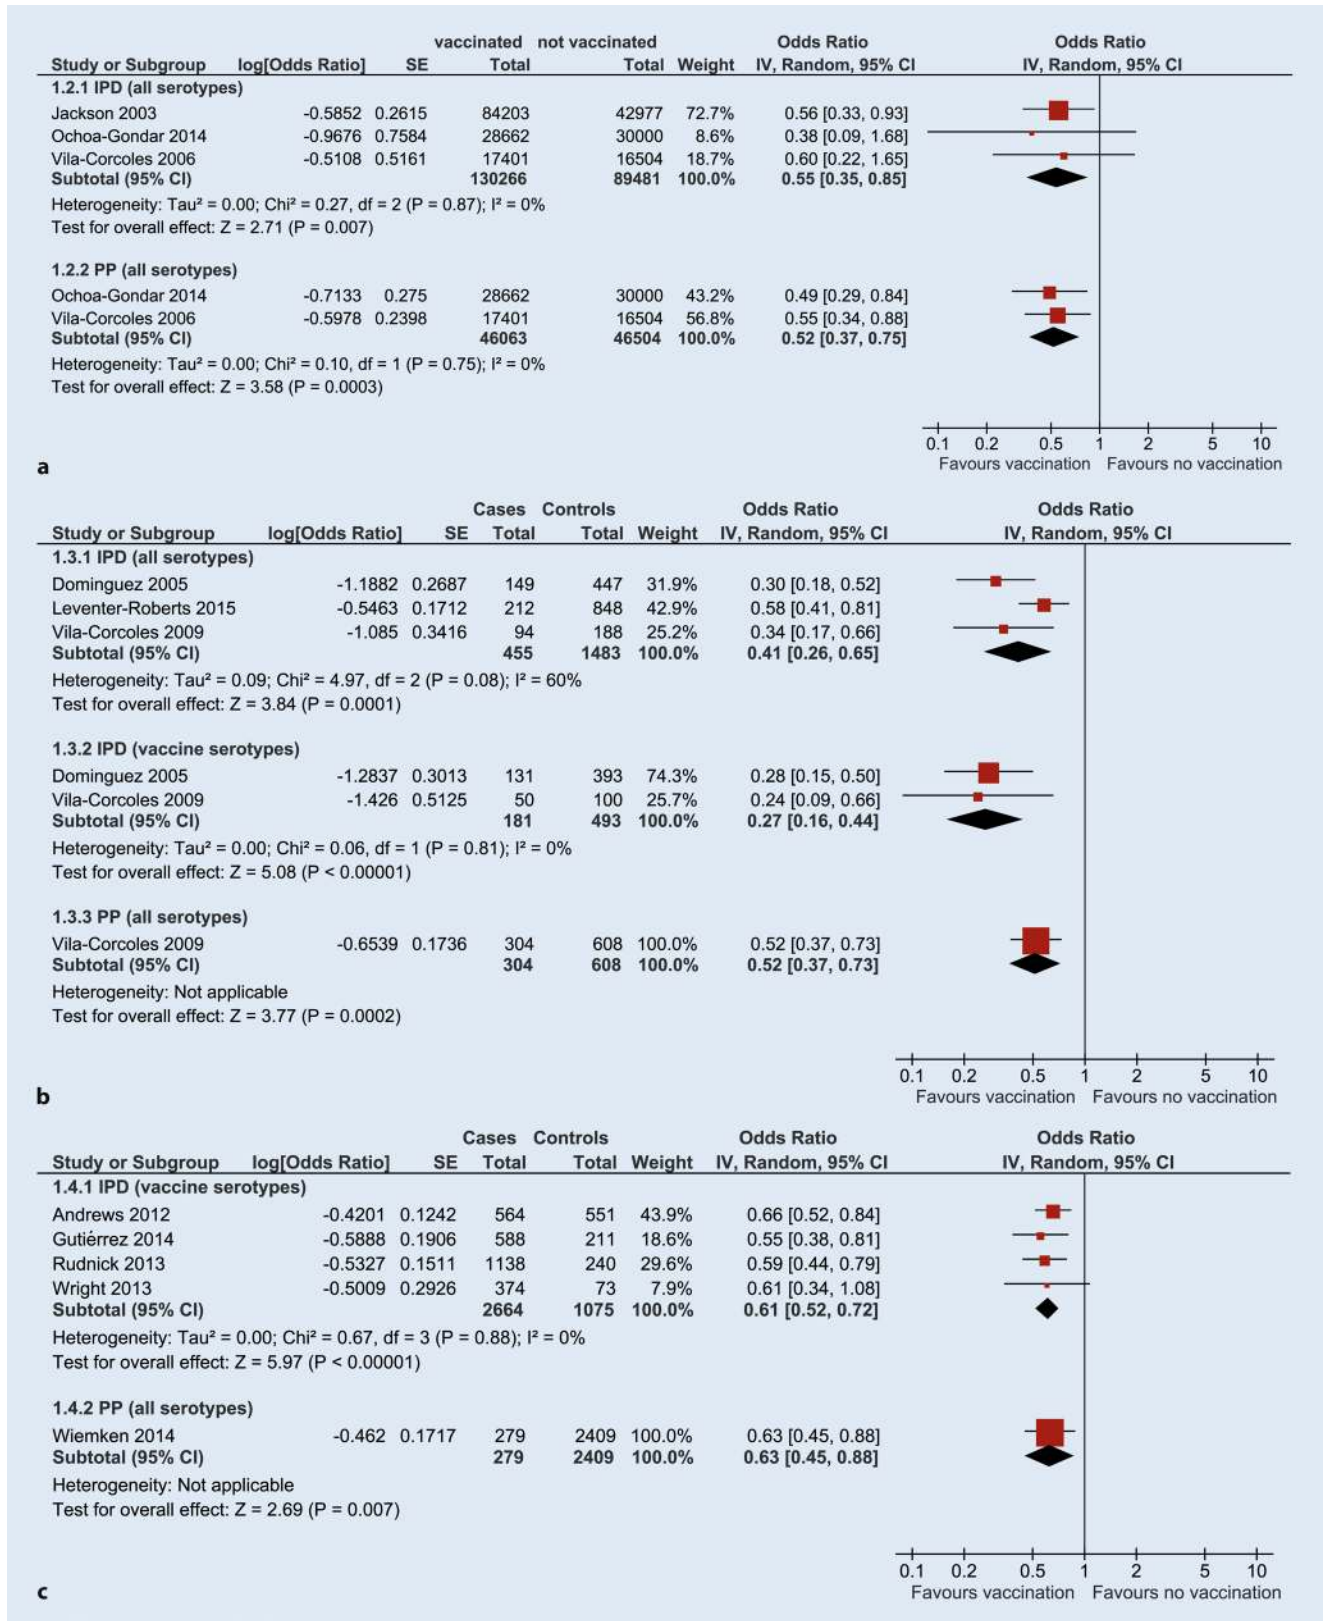 vaccinated not vaccinated Odds Ratio Odds Ratio
Study or Subgroup log[Odds Ratio] SE Total Total Weight IV, Random, 95% CI IV, Random, 95% CI
1.2.1 IPD (all serotypes)
Jackson 2003 -0.5852 0.2615 84203 42977 72.7% 0.56 [0.33, 0.93]
Ochoa-Gondar 2014 -0.9676 0.7584 28662 30000 8.6% 0.38 [0.09, 1.68]
Vila-Corcoles 2006 -0.5108 0.5161 17401 16504 18.7% 0.60 [0.22, 1.65]
Subtotal (95% CI) 130266 89481 100.0% 0.55 [0.35, 0.85]
Heterogeneity: Tau² = 0.00; Chi² = 0.27, df = 2 (P = 0.87); I² = 0%
Test for overall effect: Z = 2.71 (P = 0.007)
1.2.2 PP (all serotypes)
Ochoa-Gondar 2014 -0.7133 0.275 28662 30000 43.2% 0.49 [0.29, 0.84]
Vila-Corcoles 2006 -0.5978 0.2398 17401 16504 56.8% 0.55 [0.34, 0.88]
Subtotal (95% CI) 46063 46504 100.0% 0.52 [0.37, 0.75]
Heterogeneity: Tau² = 0.00; Chi² = 0.10, df = 1 (P = 0.75); I² = 0%
Test for overall effect: Z = 3.58 (P = 0.0003)
0.1 0.2 0.5 1 2 5 10
Favours vaccination Favours no vaccination
a
Cases Controls Odds Ratio Odds Ratio
Study or Subgroup log[Odds Ratio] SE Total Total Weight IV, Random, 95% CI IV, Random, 95% CI
1.3.1 IPD (all serotypes)
Dominguez 2005 -1.1882 0.2687 149 447 31.9% 0.30 [0.18, 0.52]
Leventer-Roberts 2015 -0.5463 0.1712 212 848 42.9% 0.58 [0.41, 0.81]
Vila-Corcoles 2009 -1.085 0.3416 94 188 25.2% 0.34 [0.17, 0.66]
Subtotal (95% CI) 455 1483 100.0% 0.41 [0.26, 0.65]
Heterogeneity: Tau² = 0.09; Chi² = 4.97, df = 2 (P = 0.08); I² = 60%
Test for overall effect: Z = 3.84 (P = 0.0001)
1.3.2 IPD (vaccine serotypes)
Dominguez 2005 -1.2837 0.3013 131 393 74.3% 0.28 [0.15, 0.50]
Vila-Corcoles 2009 -1.426 0.5125 50 100 25.7% 0.24 [0.09, 0.66]
Subtotal (95% CI) 181 493 100.0% 0.27 [0.16, 0.44]
Heterogeneity: Tau² = 0.00; Chi² = 0.06, df = 1 (P = 0.81); I² = 0%
Test for overall effect: Z = 5.08 (P < 0.00001)
1.3.3 PP (all serotypes)
Vila-Corcoles 2009 -0.6539 0.1736 304 608 100.0% 0.52 [0.37, 0.73]
Subtotal (95% CI) 304 608 100.0% 0.52 [0.37, 0.73]
Heterogeneity: Not applicable
Test for overall effect: Z = 3.77 (P = 0.0002)
0.1 0.2 0.5 1 2 5 10
Favours vaccination Favours no vaccination
b
Cases Controls Odds Ratio Odds Ratio
Study or Subgroup log[Odds Ratio] SE Total Total Weight IV, Random, 95% CI IV, Random, 95% CI
1.4.1 IPD (vaccine serotypes)
Andrews 2012 -0.4201 0.1242 564 551 43.9% 0.66 [0.52, 0.84]
Gutiérrez 2014 -0.5888 0.1906 588 211 18.6% 0.55 [0.38, 0.81]
Rudnick 2013 -0.5327 0.1511 1138 240 29.6% 0.59 [0.44, 0.79]
Wright 2013 -0.5009 0.2926 374 73 7.9% 0.61 [0.34, 1.08]
Subtotal (95% CI) 2664 1075 100.0% 0.61 [0.52, 0.72]
Heterogeneity: Tau² = 0.00; Chi² = 0.67, df = 3 (P = 0.88); I² = 0%
Test for overall effect: Z = 5.97 (P < 0.00001)
1.4.2 PP (all serotypes)
Wiemken 2014 -0.462 0.1717 279 2409 100.0% 0.63 [0.45, 0.88]
Subtotal (95% CI) 279 2409 100.0% 0.63 [0.45, 0.88]
Heterogeneity: Not applicable
Test for overall effect: Z = 2.69 (P = 0.007)
0.1 0.2 0.5 1 2 5 10
Favours vaccination Favours no vaccination
c